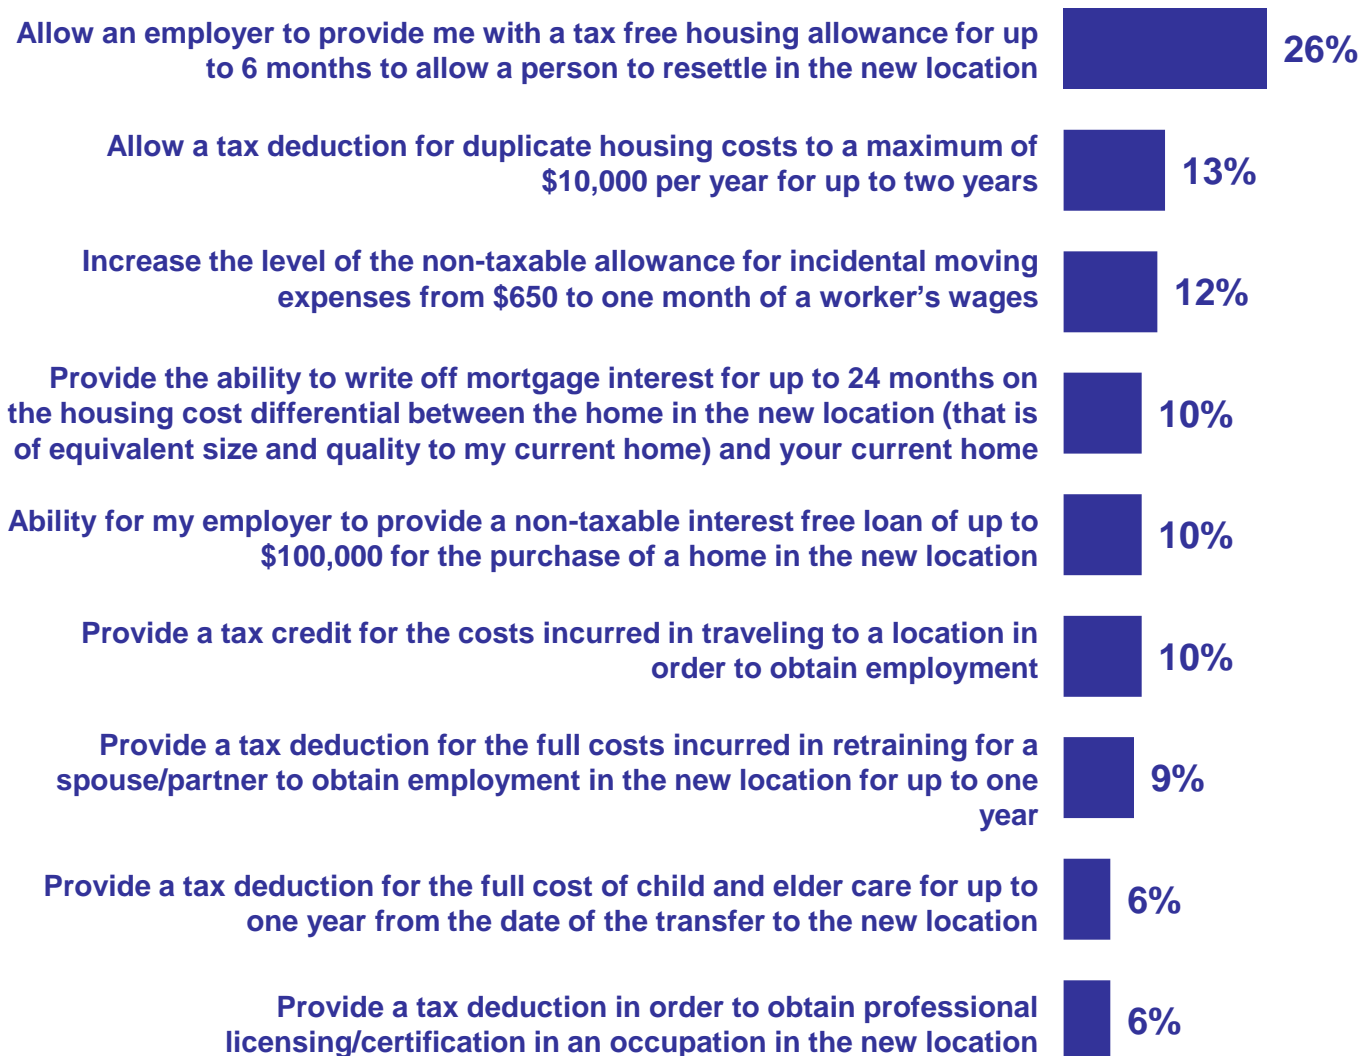 Allow an employer to provide me with a tax free housing allowance for up
to 6 months to allow a person to resettle in the new location
26%
Allow a tax deduction for duplicate housing costs to a maximum of
$10,000 per year for up to two years
13%
Increase the level of the non-taxable allowance for incidental moving
expenses from $650 to one month of a worker's wages
12%
Provide the ability to write off mortgage interest for up to 24 months on
the housing cost differential between the home in the new location (that is
of equivalent size and quality to my current home) and your current home
10%
Ability for my employer to provide a non-taxable interest free loan of up to
$100,000 for the purchase of a home in the new location
10%
Provide a tax credit for the costs incurred in traveling to a location in
order to obtain employment
10%
Provide a tax deduction for the full costs incurred in retraining for a
spouse/partner to obtain employment in the new location for up to one
year
9%
Provide a tax deduction for the full cost of child and elder care for up to
one year from the date of the transfer to the new location
6%
Provide a tax deduction in order to obtain professional
licensing/certification in an occupation in the new location
6%